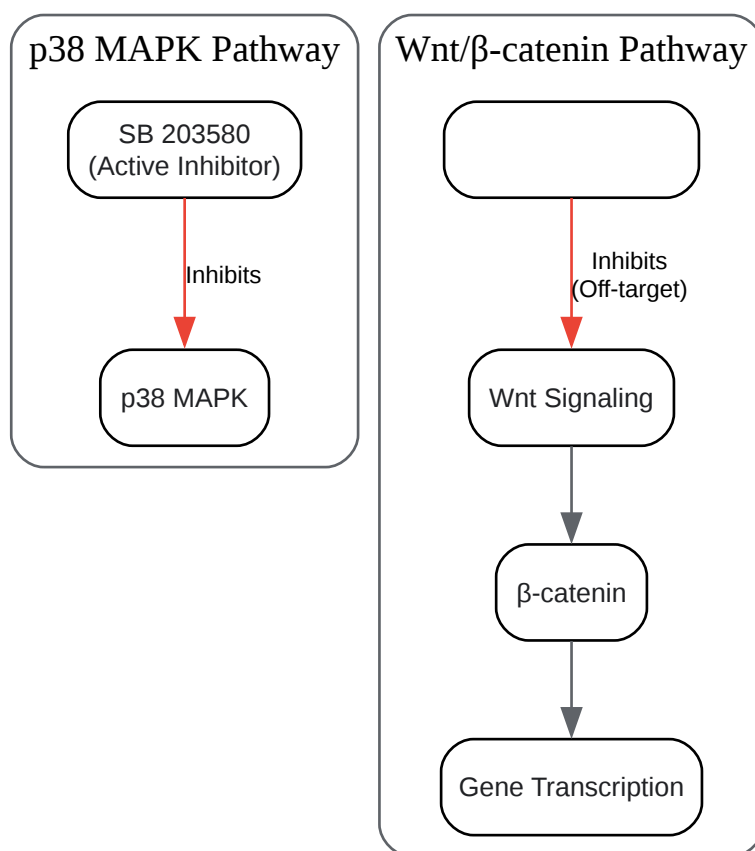 p38 MAPK Pathway
SB 203580
(Active Inhibitor)
Inhibits
p38 MAPK
Wnt/β-catenin Pathway
Inhibits
(Off-target)
Wnt Signaling
β-catenin
Gene Transcription